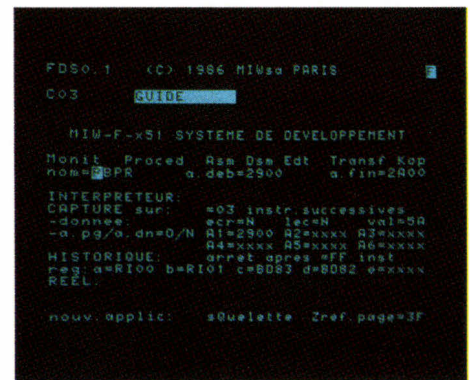 FDS0.1 (C) 1986 MIWsa PARIS F
C03 GUIDE
MIW-F-x51 SYSTEME DE DEVELOPPEMENT
Monit Proced Asm Dsm Edt Transf Kop
nom=PBPR a.deb=2900 a.fin=2A00
INTERPRETEUR:
CAPTURE sur: =03 instr.successives
-donnee. ecr=N lec=N val=5A
-a.pg/a.dn=O/N A1=2900 A2=xxxx A3=xxxx
A4=xxxx A5=xxxx A6=xxxx
HISTORIQUE: arret apres =FF inst
reg:a=RI00 b=RI01 c=BD83 d=BD82 e=xxxx
REEL:
nouv.applic: sQuelette Zref.page=3F